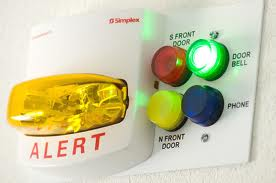 Simplex
S FRONT
DOOR
DOOR
BELL
PHONE
N FRONT
DOOR
ALERT